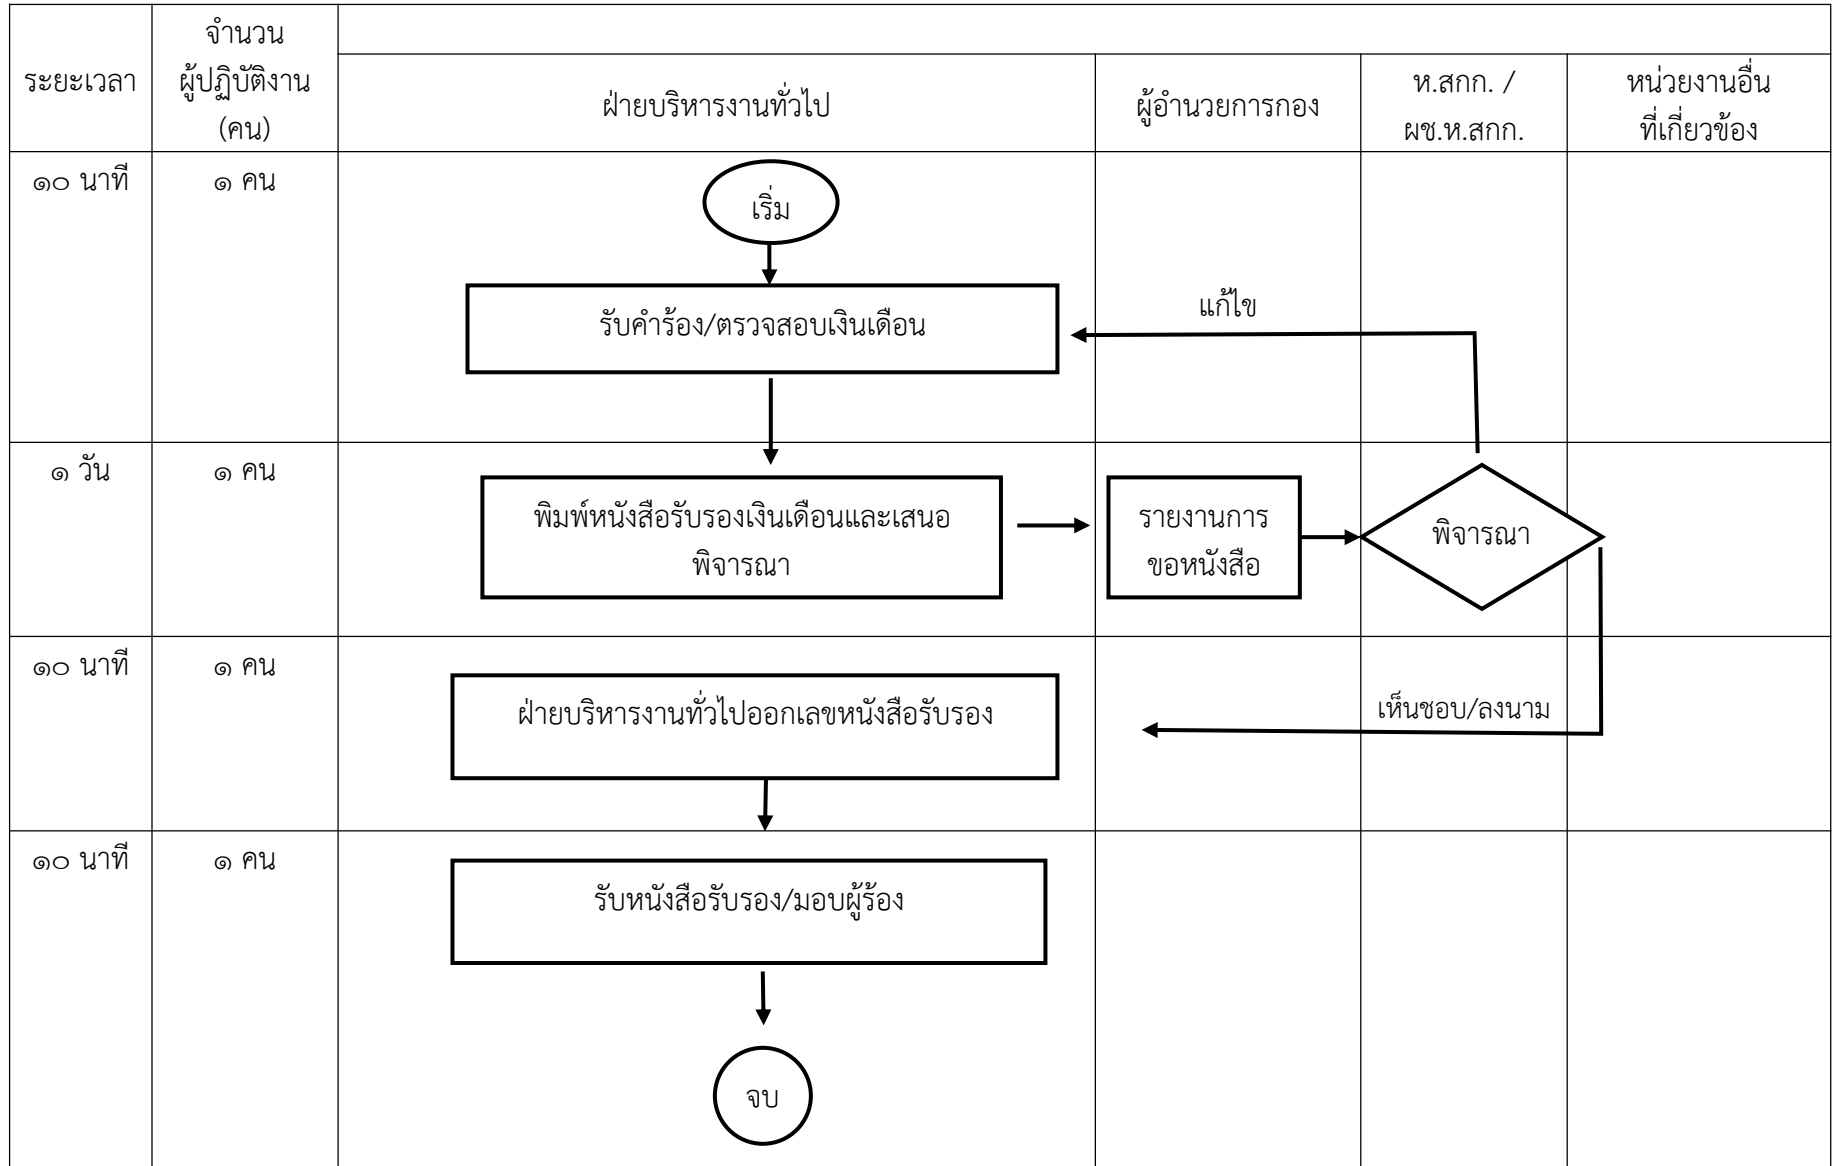 ระยะเวลา
จำนวน
ผู้ปฏิบัติงาน
(คน)
ฝ่ายบริหารงานทั่วไป
ผู้อำนวยการกอง
ห.สกก. /
ผช.ห.สกก.
หน่วยงานอื่น
ที่เกี่ยวข้อง
๑๐ นาที
๑ คน
เริ่ม
รับคำร้อง/ตรวจสอบเงินเดือน
แก้ไข
๑ วัน
๑ คน
พิมพ์หนังสือรับรองเงินเดือนและเสนอ
พิจารณา
รายงานการ
ขอหนังสือ
พิจารณา
๑๐ นาที
๑ คน
ฝ่ายบริหารงานทั่วไปออกเลขหนังสือรับรอง
เห็นชอบ/ลงนาม
๑๐ นาที
๑ คน
รับหนังสือรับรอง/มอบผู้ร้อง
จบ